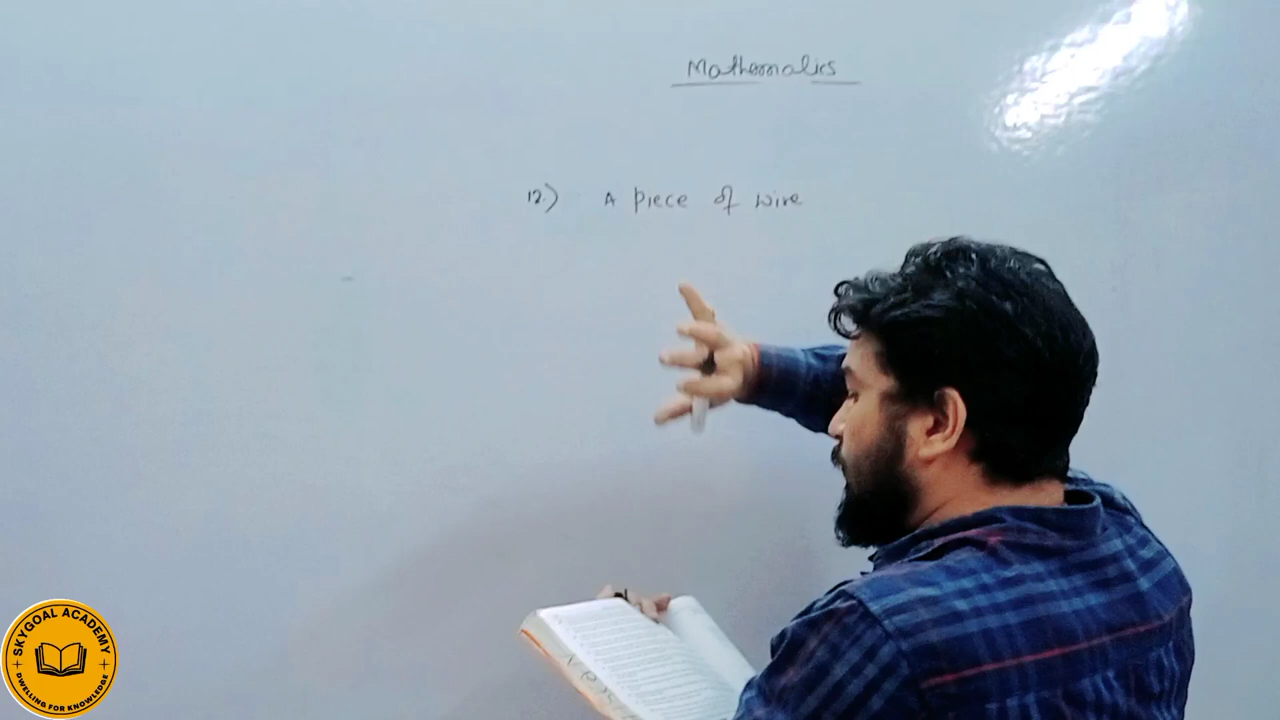 Mathematics
12.) A piece of wire
SKYGOAL ACADEMY
DWELLING FOR KNOWLEDGE